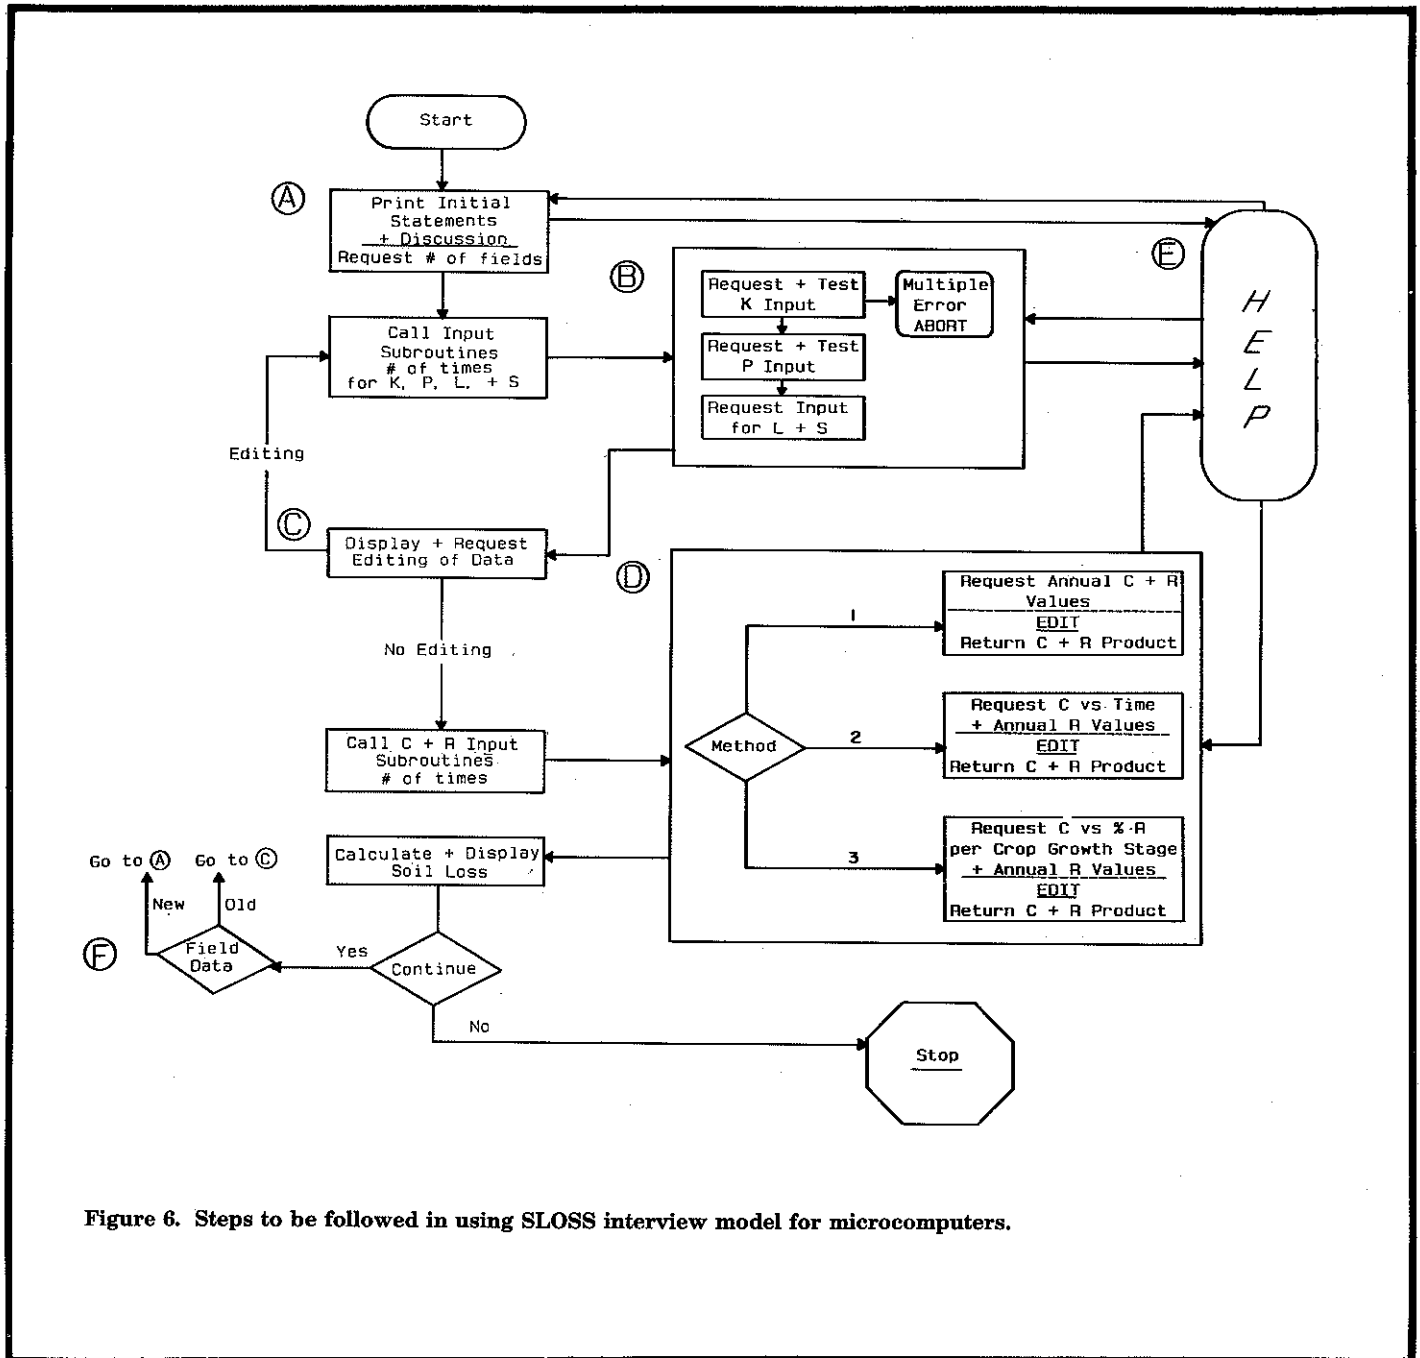 Start
Ⓐ
Print Initial
Statements
+ Discussion
Request # of fields
Ⓔ
H
E
L
P
Ⓑ
Request + Test
K Input
Multiple
Error
ABORT
Request + Test
P Input
Request Input
for L + S
Call Input
Subroutines
# of times
for K, P, L, + S
Editing
Ⓒ
Display + Request
Editing of Data
No Editing
Ⓓ
Method
1
Request Annual C + R
Values
EDIT
Return C + R Product
2
Request C vs Time
+ Annual R Values
EDIT
Return C + R Product
3
Request C vs % R
per Crop Growth Stage
+ Annual R Values
EDIT
Return C + R Product
Call C + R Input
Subroutines
# of times
Calculate + Display
Soil Loss
Go to Ⓐ Go to Ⓒ
New
Old
Ⓕ
Field
Data
Yes
Continue
No
Stop
Figure 6. Steps to be followed in using SLOSS interview model for microcomputers.